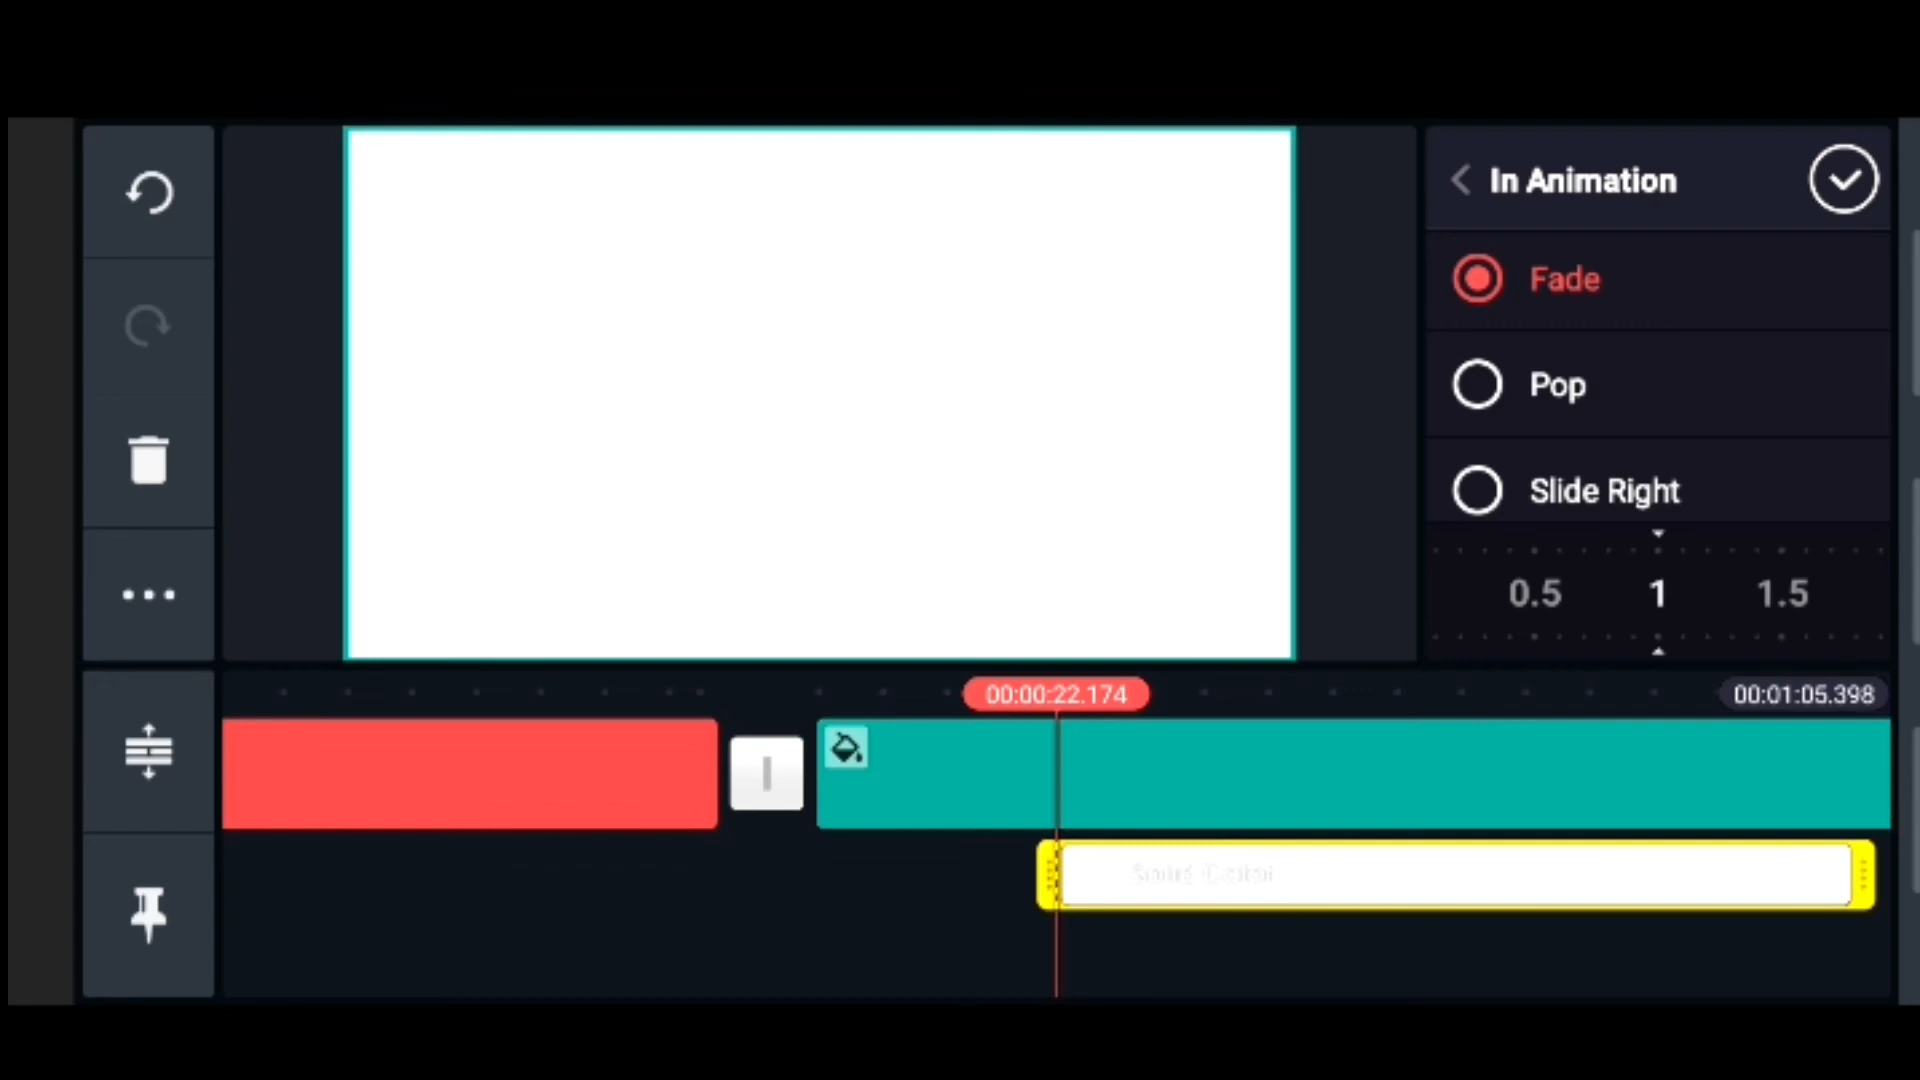 In Animation
Fade
Pop
Slide Right
0.5 1 1.5
00:00:22.174
00:01:05.398